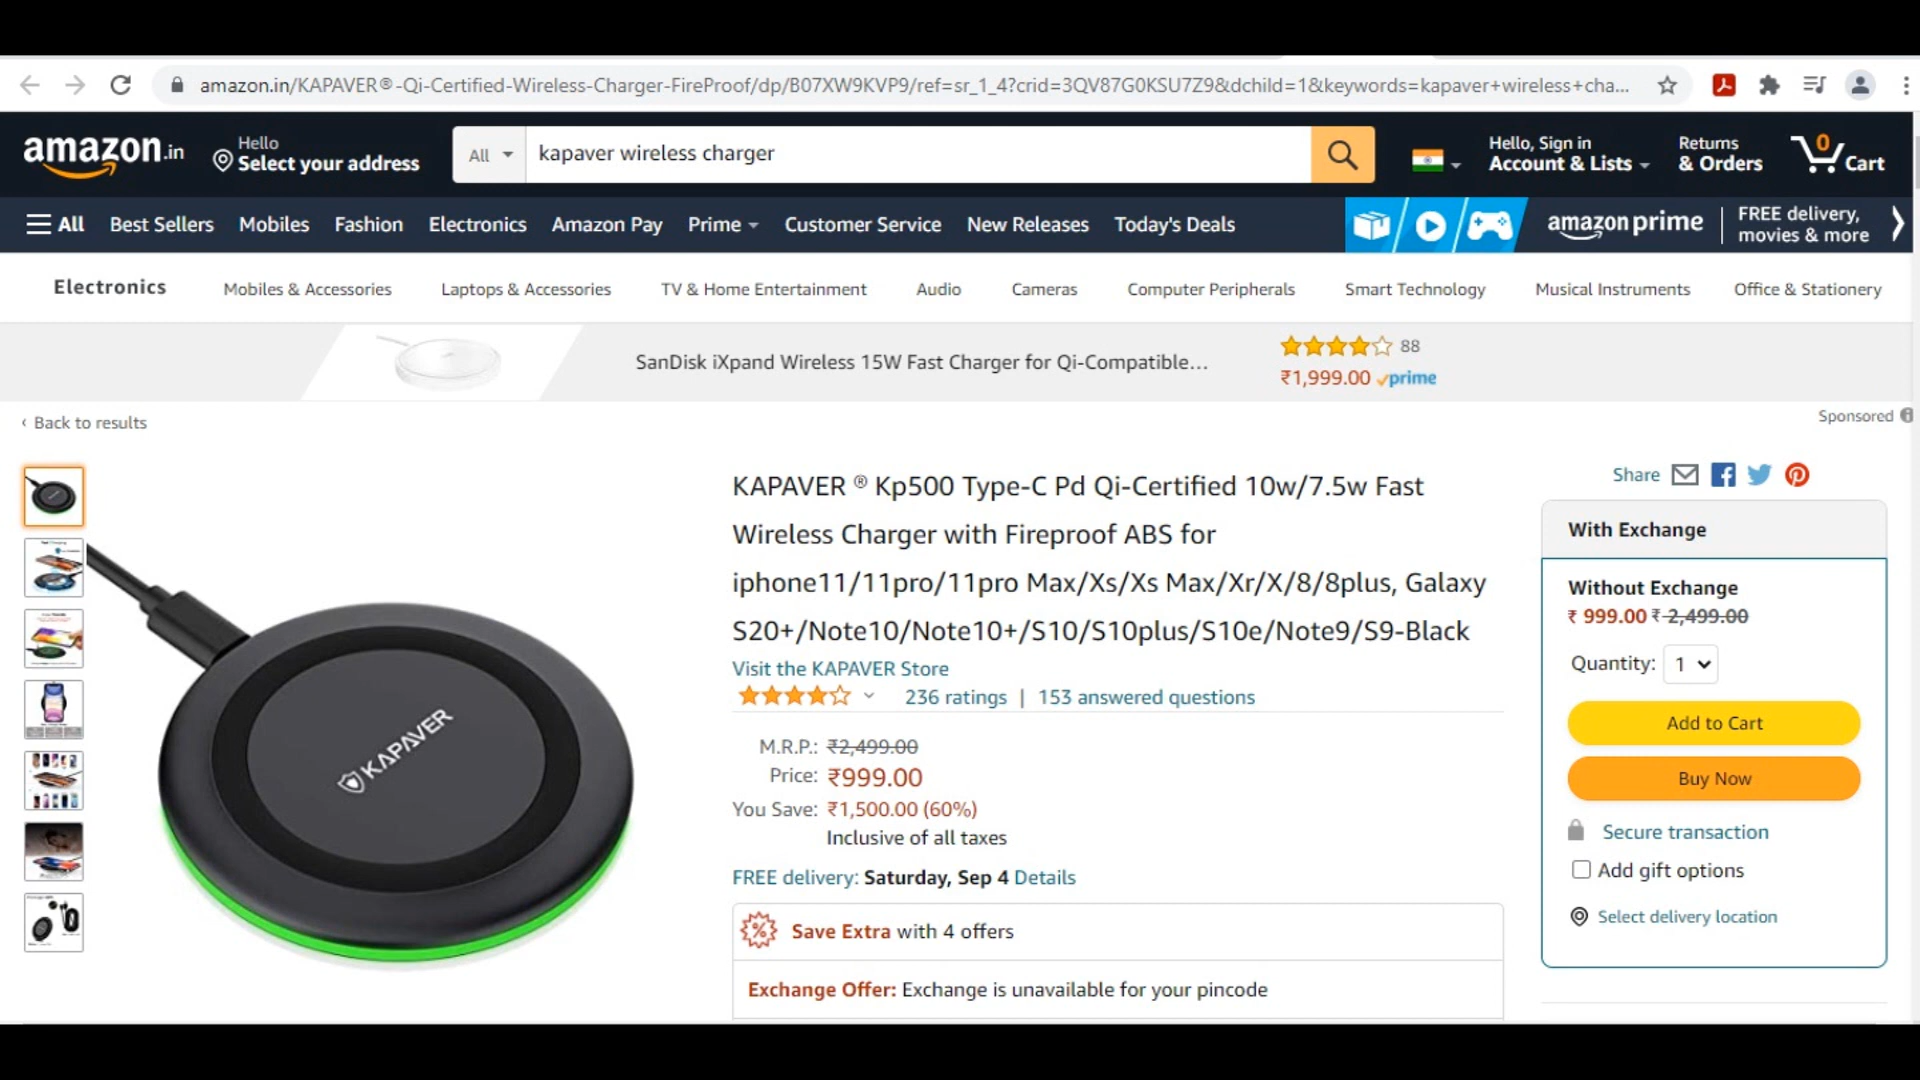 amazon.in/KAPAVER®-Qi-Certified-Wireless-Charger-FireProof/dp/B07XW9KVP9/ref=sr_1_4?crid=3QV87G0KSU7Z9&dchild=1&keywords=kapaver+wireless+cha...
amazon.in
Hello
Select your address
All
kapaver wireless charger
Hello, Sign in
Account & Lists
Returns
& Orders
0
Cart
All Best Sellers Mobiles Fashion Electronics Amazon Pay Prime Customer Service New Releases Today's Deals
amazon prime
FREE delivery,
movies & more
Electronics Mobiles & Accessories Laptops & Accessories TV & Home Entertainment Audio Cameras Computer Peripherals Smart Technology Musical Instruments Office & Stationery
SanDisk iXpand Wireless 15W Fast Charger for Qi-Compatible...
88
₹1,999.00 prime
‹ Back to results
Sponsored
KAPAVER
KAPAVER ® Kp500 Type-C Pd Qi-Certified 10w/7.5w Fast
Wireless Charger with Fireproof ABS for
iphone11/11pro/11pro Max/Xs/Xs Max/Xr/X/8/8plus, Galaxy
S20+/Note10/Note10+/S10/S10plus/S10e/Note9/S9-Black
Visit the KAPAVER Store
236 ratings | 153 answered questions
M.R.P.: ₹2,499.00
Price: ₹999.00
You Save: ₹1,500.00 (60%)
Inclusive of all taxes
FREE delivery: Saturday, Sep 4 Details
Save Extra with 4 offers
Exchange Offer: Exchange is unavailable for your pincode
Share
With Exchange
Without Exchange
₹ 999.00 ₹ 2,499.00
Quantity: 1
Add to Cart
Buy Now
Secure transaction
Add gift options
Select delivery location